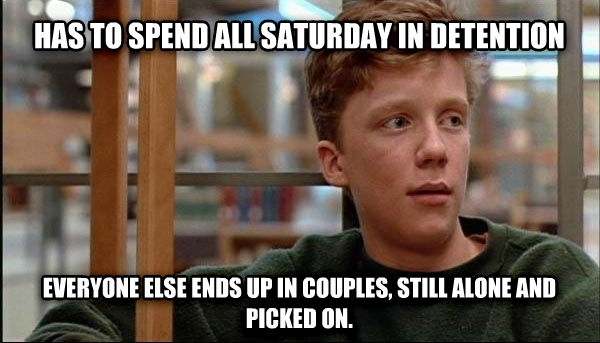 HAS TO SPEND ALL SATURDAY IN DETENTION
EVERYONE ELSE ENDS UP IN COUPLES, STILL ALONE AND
PICKED ON.